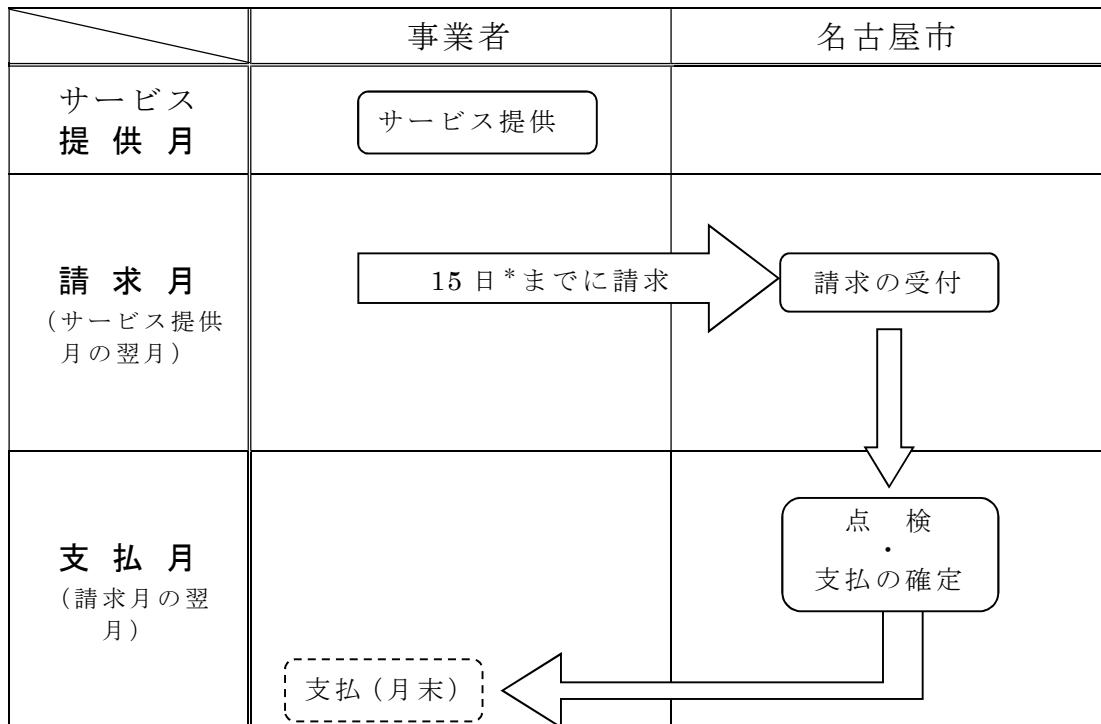 事業者
名古屋市
サービス
提供月
サービス提供
請求月
(サービス提供
月の翌月)
15日*までに請求
請求の受付
支払月
(請求月の翌
月)
点　検
・
支払の確定
支払(月末)